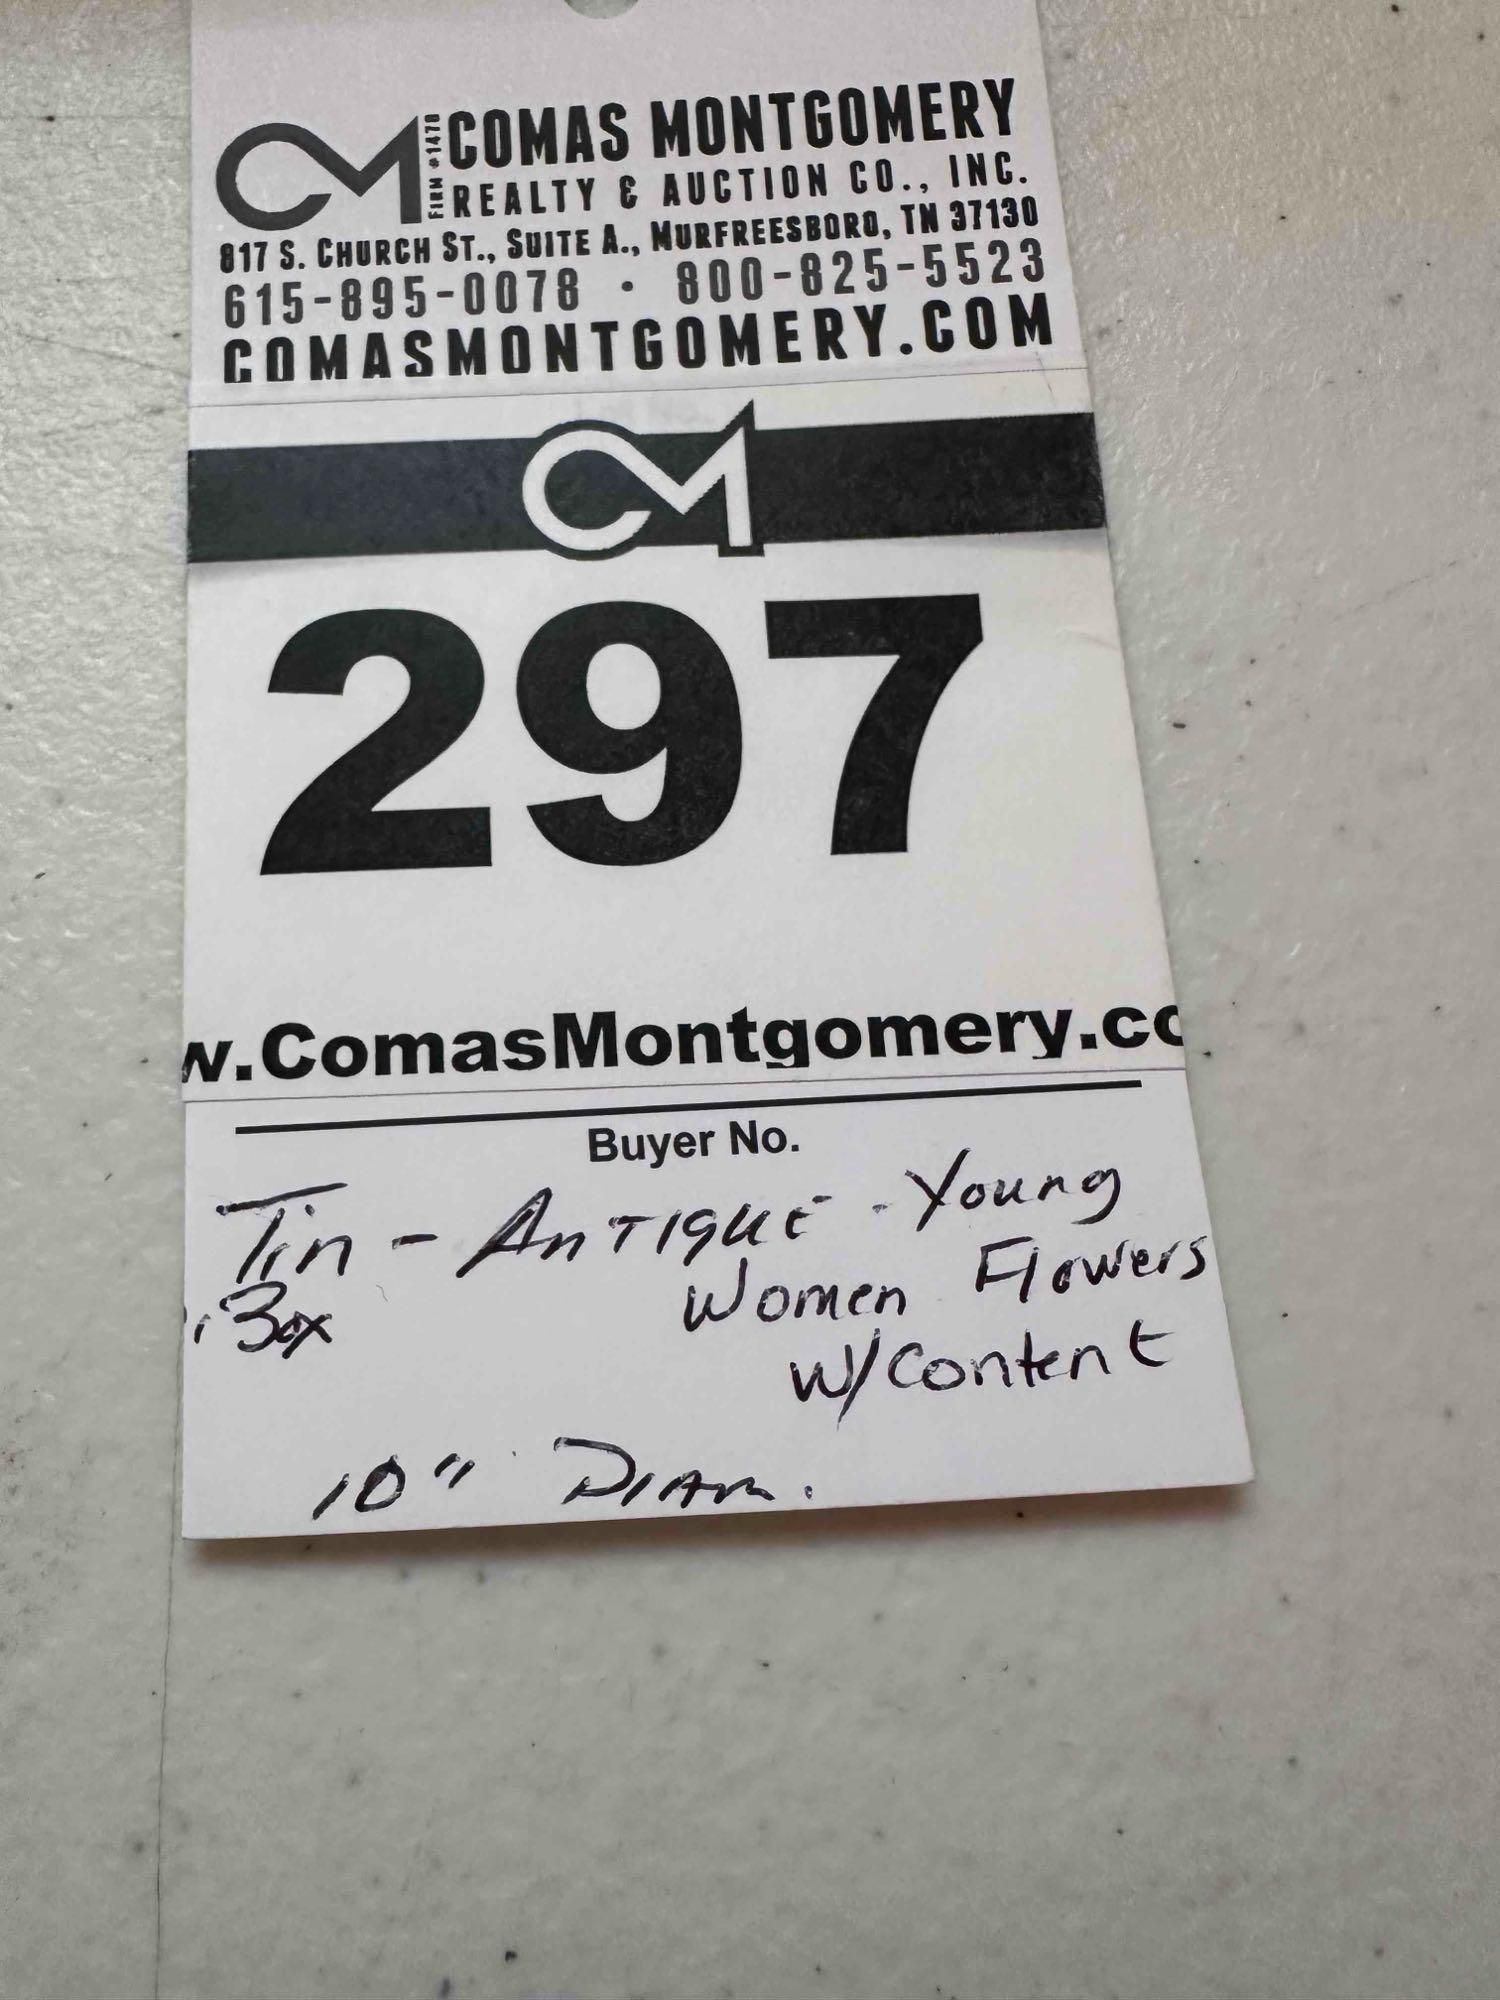 CM FIRM #1478 COMAS MONTGOMERY
REALTY & AUCTION CO., INC.
817 S. CHURCH ST., SUITE A., MURFREESBORO, TN 37130
615-895-0078 · 800-825-5523
COMASMONTGOMERY.COM
CM
297
w.ComasMontgomery.co
Buyer No.
Tin - Antique - Young
Box Women Flowers
w/content
10" Diam.